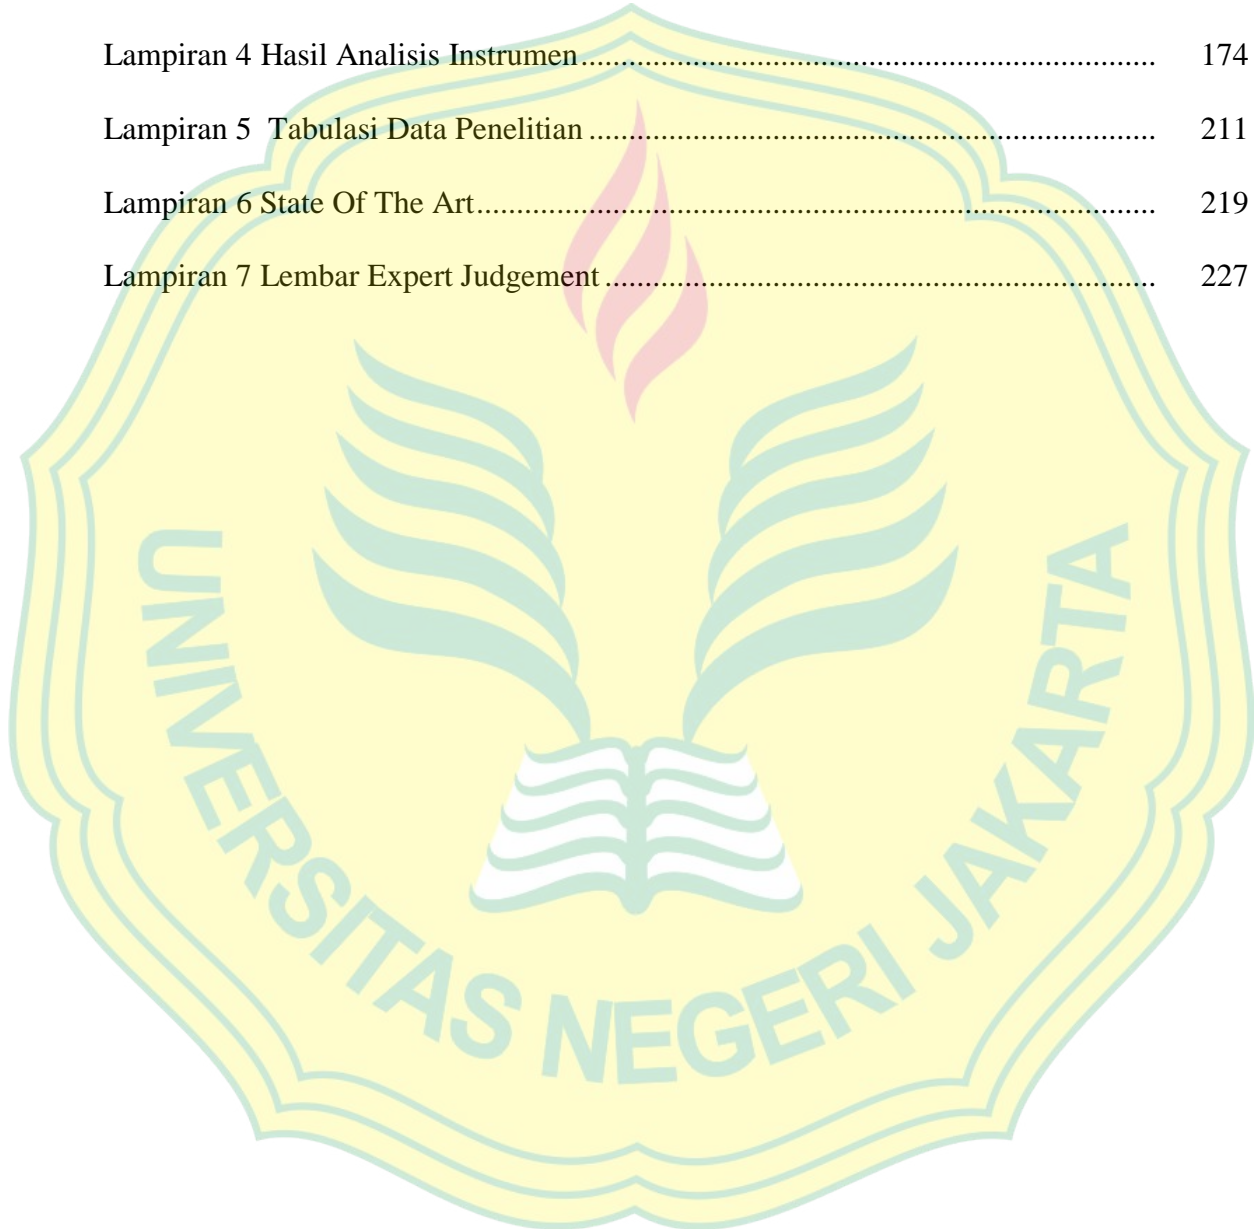 Lampiran 4 Hasil Analisis Instrumen........................................................................ 174
Lampiran 5  Tabulasi Data Penelitian ....................................................................... 211
Lampiran 6 State Of The Art..................................................................................... 219
Lampiran 7 Lembar Expert Judgement ..................................................................... 227
UNIVERSITAS NEGERI JAKARTA